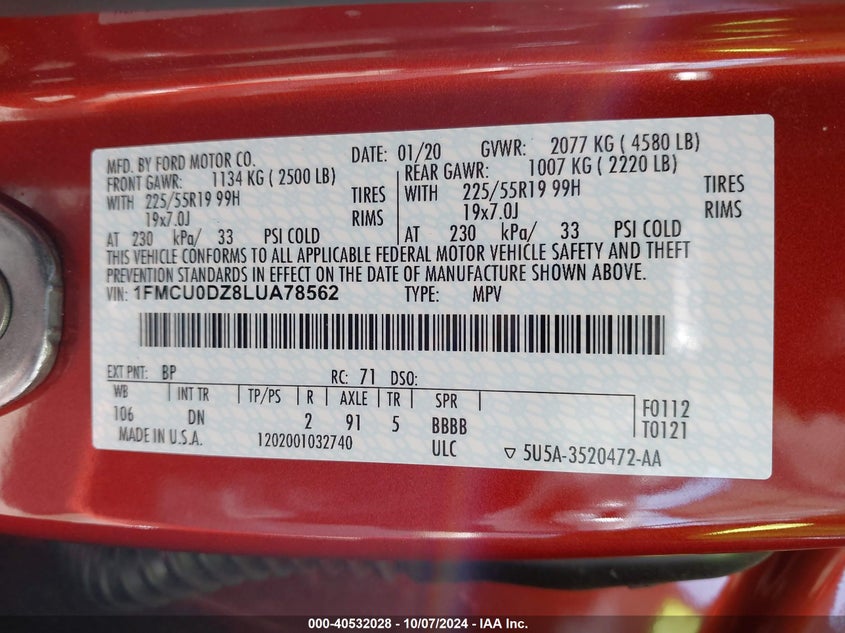 MFD. BY FORD MOTOR CO. DATE: 01/20 GVWR: 2077 KG ( 4580 LB)
FRONT GAWR: 1134 KG ( 2500 LB) REAR GAWR: 1007 KG ( 2220 LB)
WITH 225/55R19 99H TIRES WITH 225/55R19 99H TIRES
19x7.0J RIMS 19x7.0J RIMS
AT 230 kPa/ 33 PSI COLD AT 230 kPa/ 33 PSI COLD
THIS VEHICLE CONFORMS TO ALL APPLICABLE FEDERAL MOTOR VEHICLE SAFETY AND THEFT
PREVENTION STANDARDS IN EFFECT ON THE DATE OF MANUFACTURE SHOWN ABOVE.
VIN: 1FMCU0DZ8LUA78562 TYPE: MPV
EXT PNT: BP RC: 71 DSO:
WB INT TR TP/PS R AXLE TR SPR
106 DN 2 91 5 BBBB
F0112
T0121
MADE IN U.S.A. 1202001032740 ULC ▽ 5U5A-3520472-AA
000-40532028 - 10/07/2024 - IAA Inc.